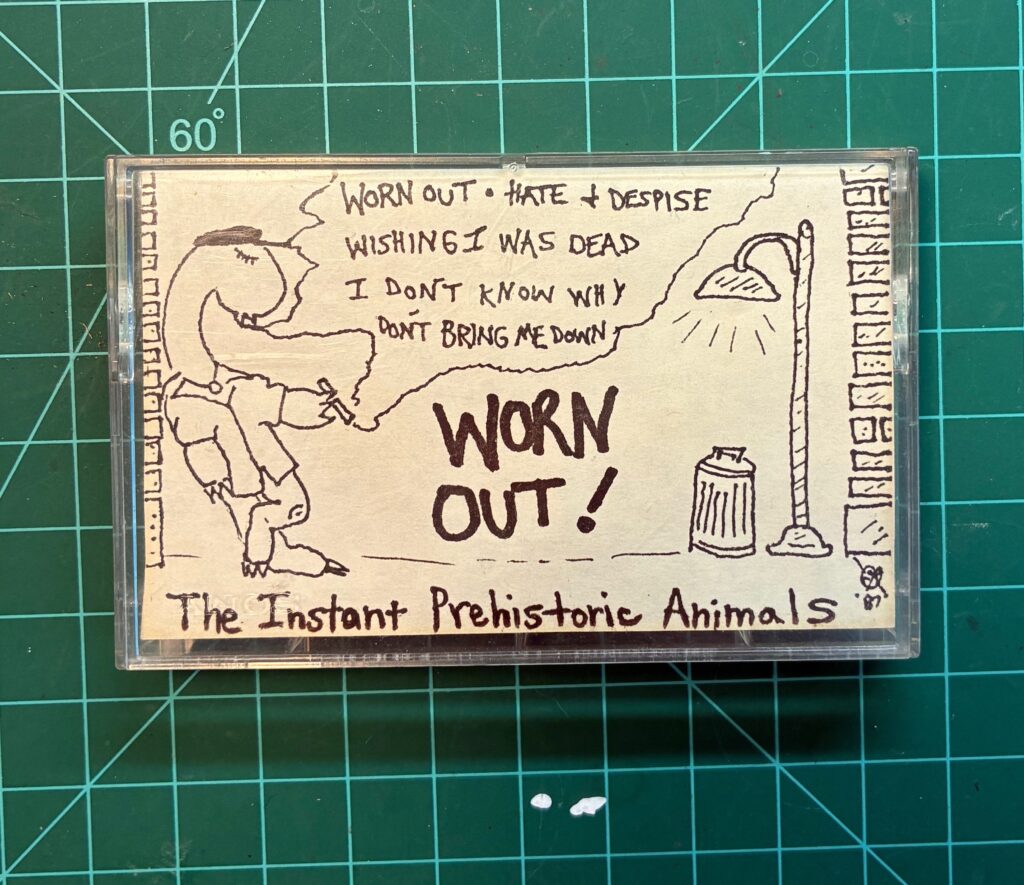 60°
WORN OUT • HATE + DESPISE
WISHING I WAS DEAD
I DON'T KNOW WHY
DON'T BRING ME DOWN
WORN
OUT!
The Instant Prehistoric Animals
'87